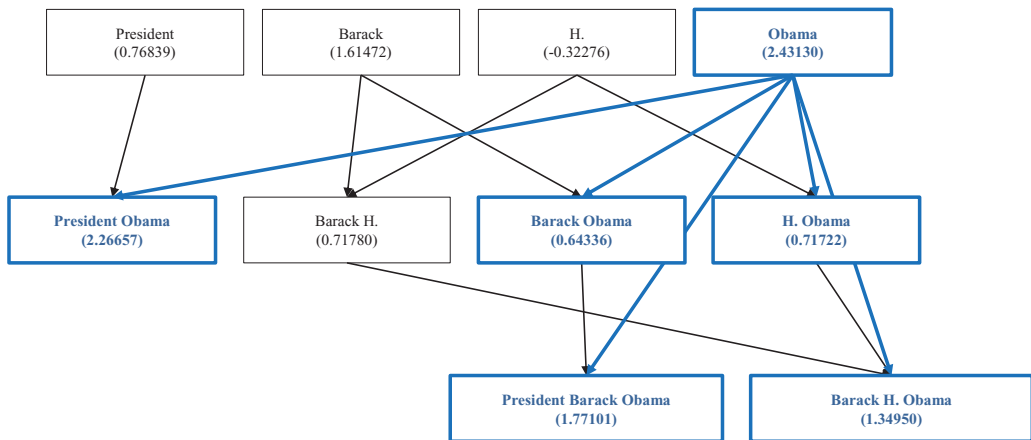 President
(0.76839)
Barack
(1.61472)
H.
(-0.32276)
Obama
(2.43130)
President Obama
(2.26657)
Barack H.
(0.71780)
Barack Obama
(0.64336)
H. Obama
(0.71722)
President Barack Obama
(1.77101)
Barack H. Obama
(1.34950)